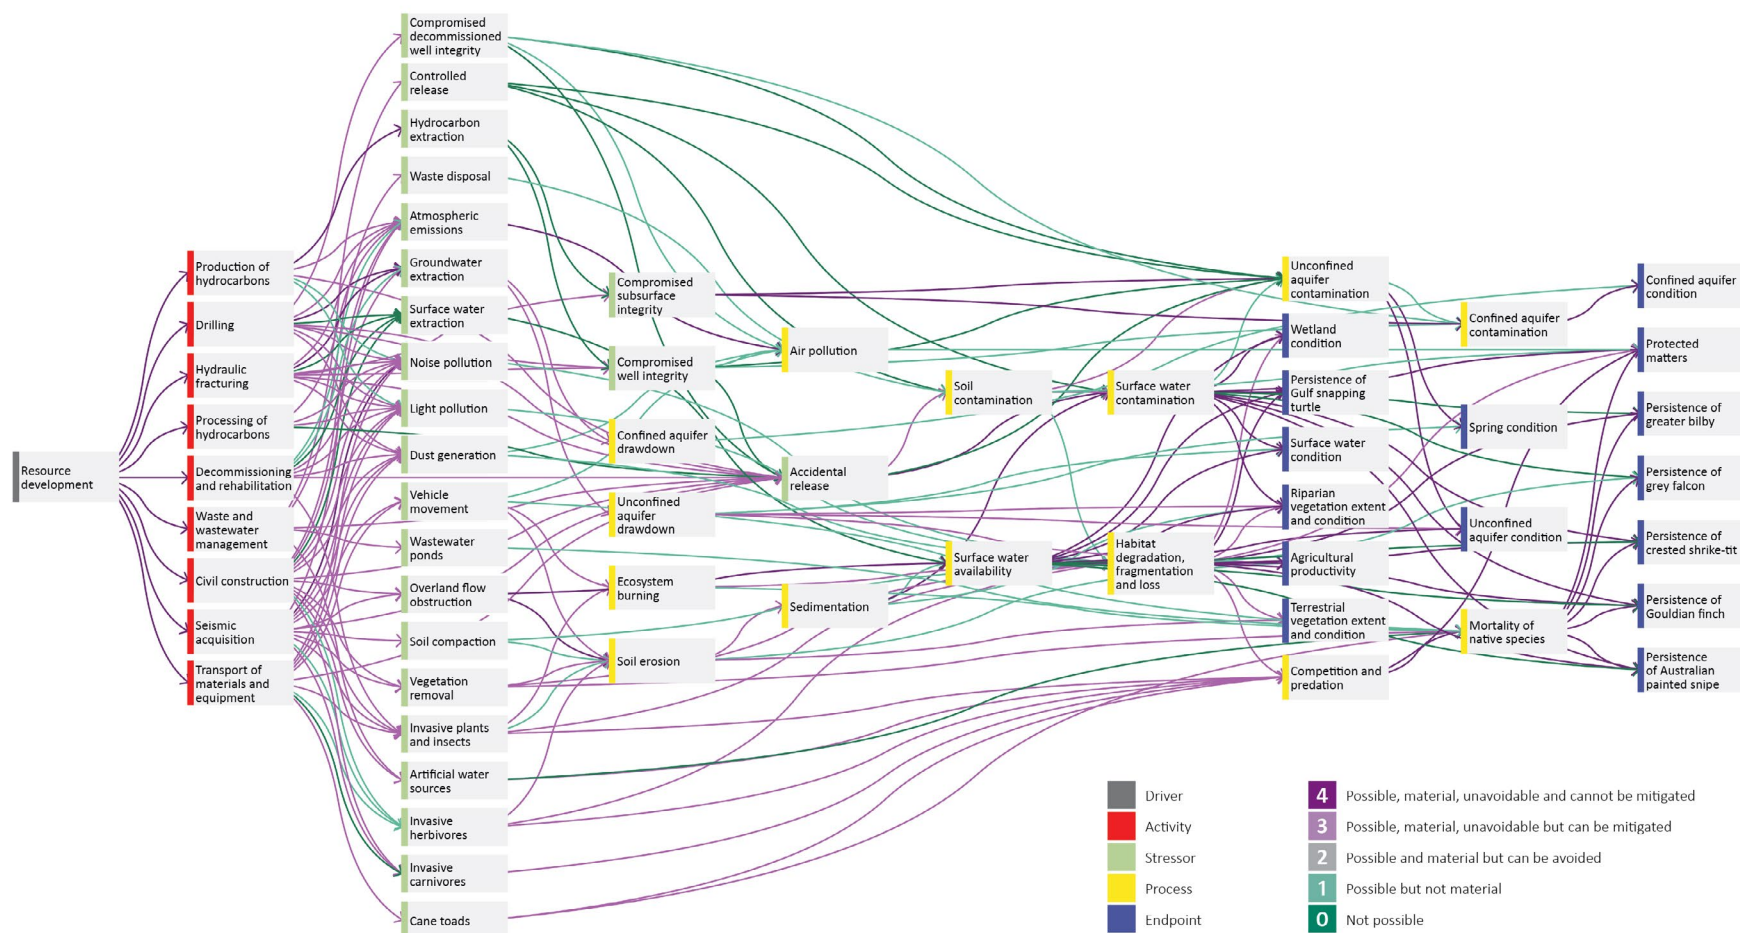 Resource
development
Production of
hydrocarbons
Drilling
Hydraulic
fracturing
Processing of
hydrocarbons
Decommissioning
and rehabilitation
Waste and
wastewater
management
Civil construction
Seismic
acquisition
Transport of
materials and
equipment
Compromised
decommissioned
well integrity
Controlled
release
Hydrocarbon
extraction
Waste disposal
Atmospheric
emissions
Groundwater
extraction
Surface water
extraction
Noise pollution
Light pollution
Dust generation
Vehicle
movement
Wastewater
ponds
Overland flow
obstruction
Soil compaction
Vegetation
removal
Invasive plants
and insects
Artificial water
sources
Invasive
herbivores
Invasive
carnivores
Cane toads
Compromised
subsurface
integrity
Compromised
well integrity
Confined aquifer
drawdown
Unconfined
aquifer
drawdown
Ecosystem
burning
Soil erosion
Air pollution
Accidental
release
Sedimentation
Soil
contamination
Surface water
availability
Surface water
contamination
Habitat
degradation,
fragmentation
and loss
Unconfined
aquifer
contamination
Wetland
condition
Persistence of
Gulf snapping
turtle
Surface water
condition
Riparian
vegetation extent
and condition
Agricultural
productivity
Terrestrial
vegetation extent
and condition
Competition and
predation
Confined aquifer
contamination
Spring condition
Unconfined
aquifer condition
Mortality of
native species
Confined aquifer
condition
Protected
matters
Persistence of
greater bilby
Persistence of
grey falcon
Persistence of
crested shrike-tit
Persistence of
Gouldian finch
Persistence
of Australian
painted snipe
Driver
Activity
Stressor
Process
Endpoint
4 Possible, material, unavoidable and cannot be mitigated
3 Possible, material, unavoidable but can be mitigated
2 Possible and material but can be avoided
1 Possible but not material
0 Not possible